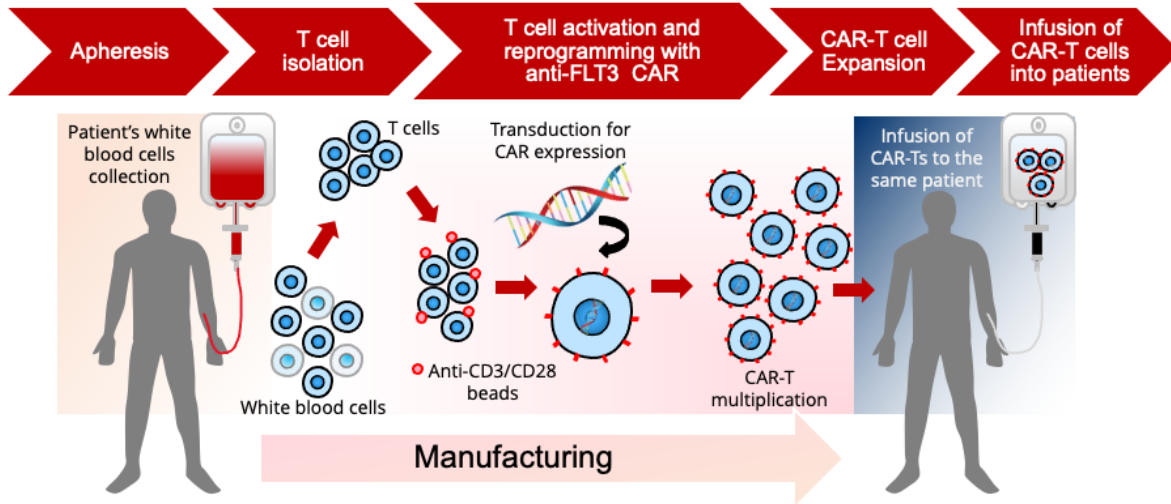 Apheresis
T cell
isolation
T cell activation and
reprogramming with
anti-FLT3 CAR
CAR-T cell
Expansion
Infusion of
CAR-T cells
into patients
Patient's white
blood cells
collection
T cells
Transduction for
CAR expression
Infusion of
CAR-Ts to the
same patient
White blood cells
Anti-CD3/CD28
beads
CAR-T
multiplication
Manufacturing